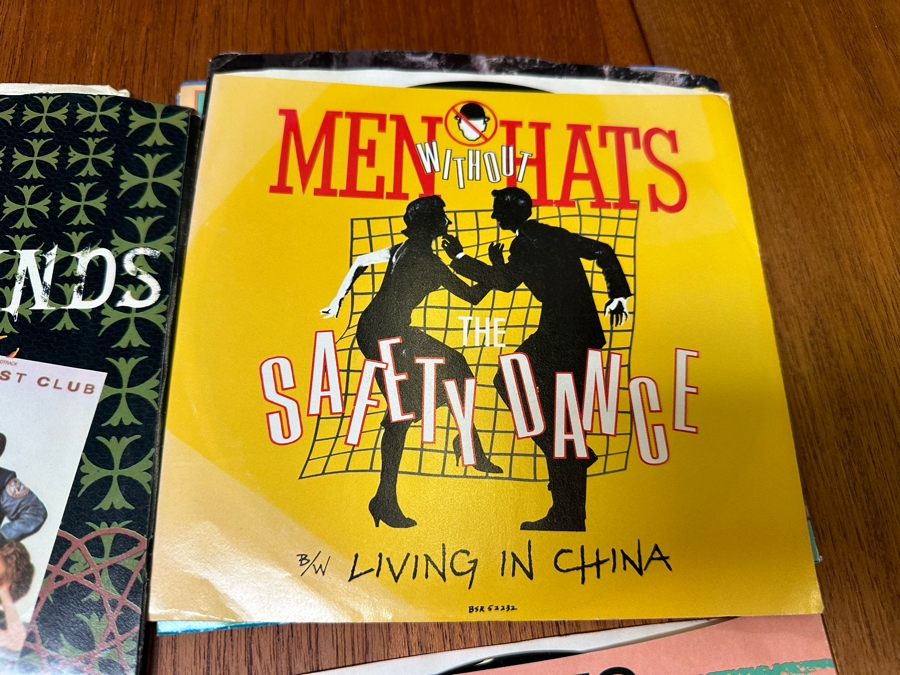 MEN WITHOUT HATS
THE
SAFETY DANCE
B/W LIVING IN CHINA
BSR 52232
NDS
ST CLUB